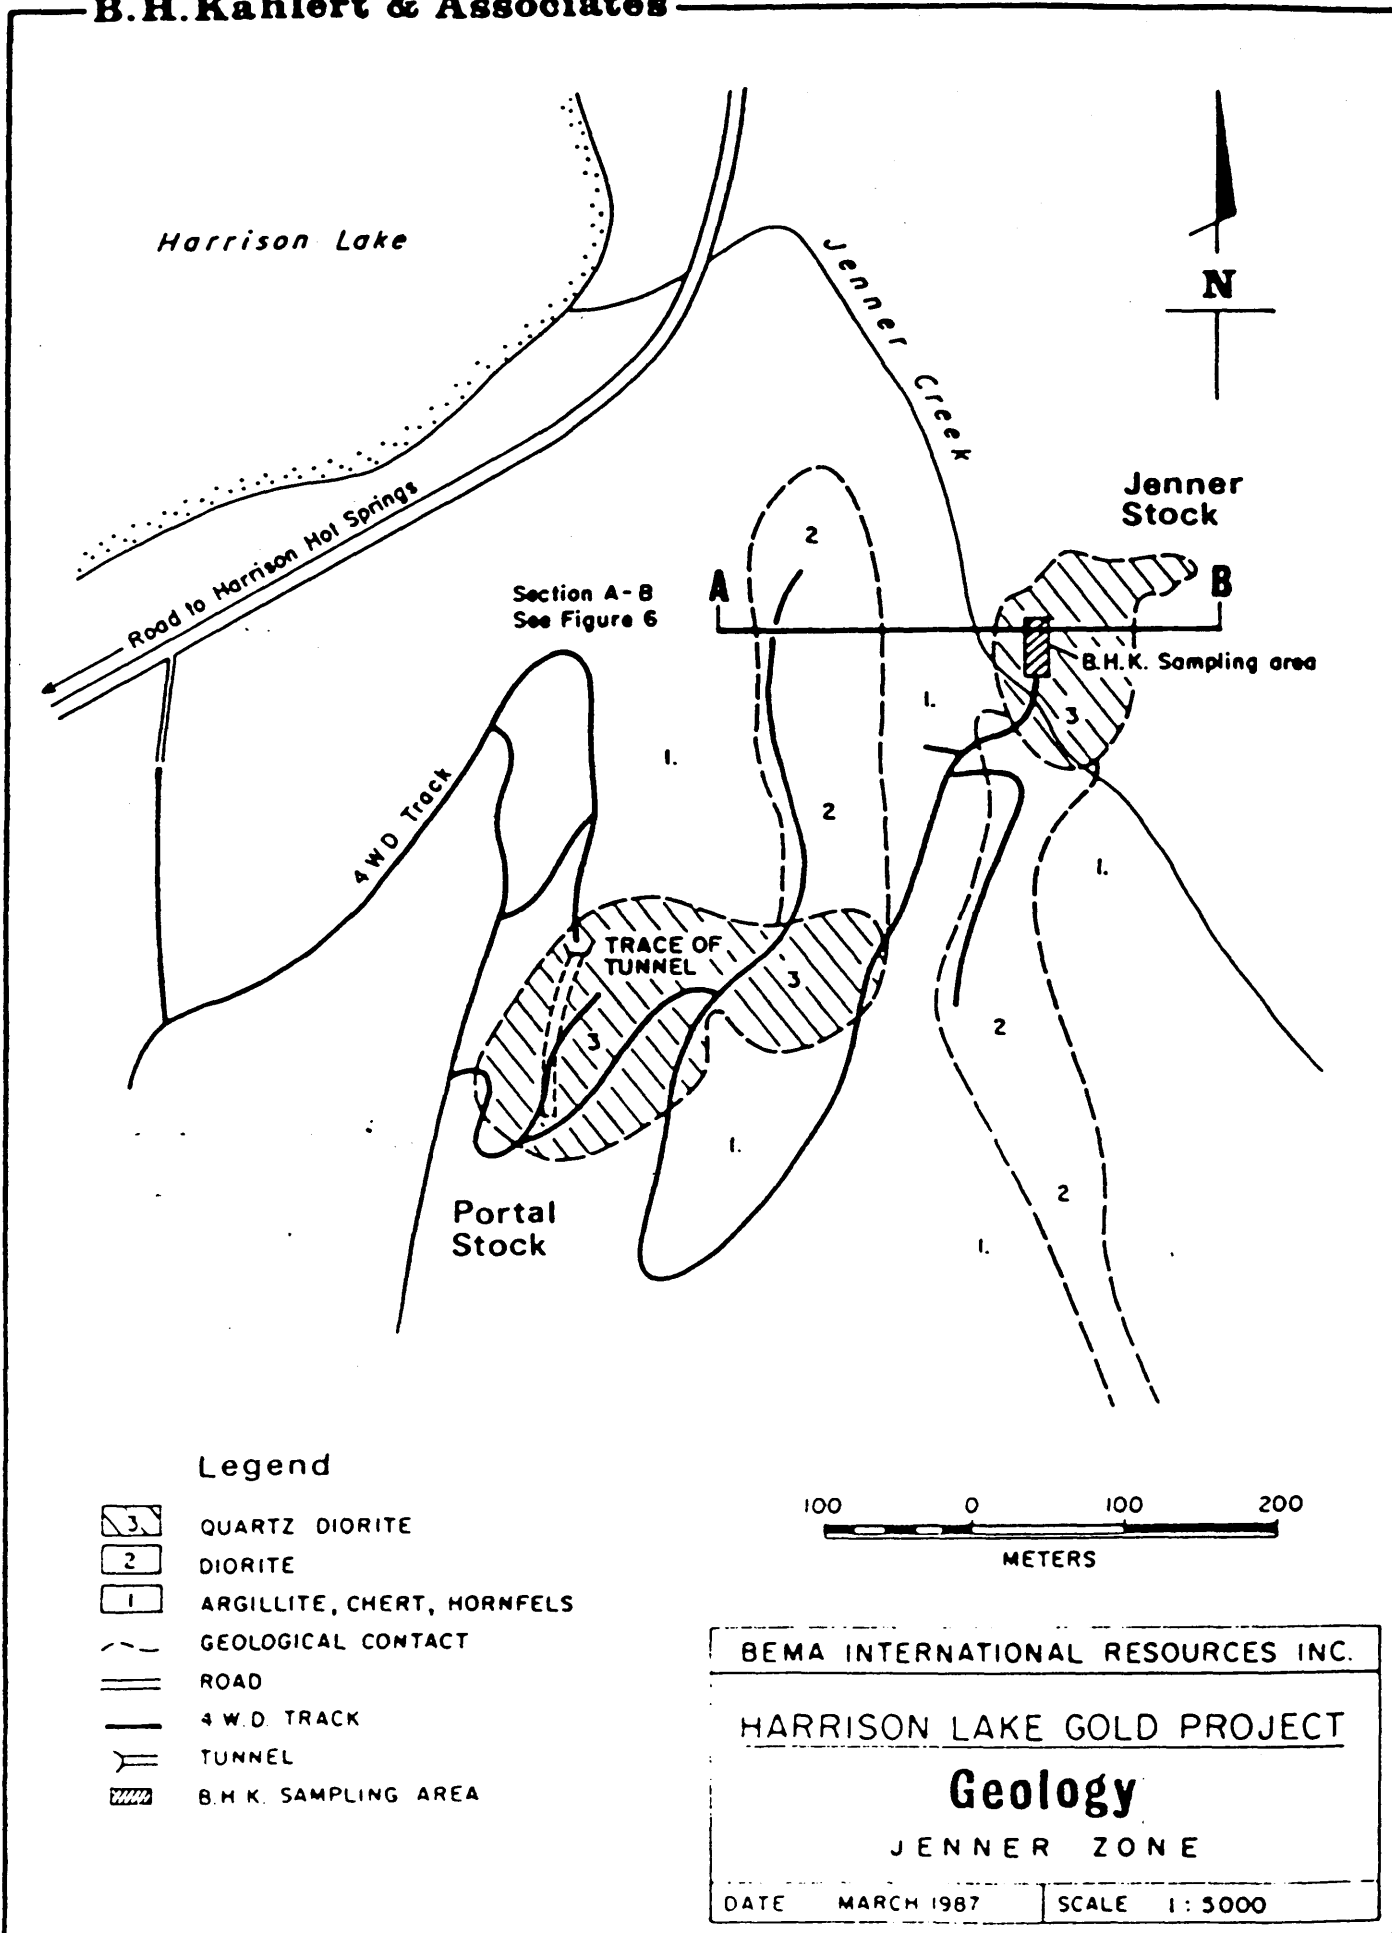 B.H. Kahlert & Associates
Harrison Lake
Jenner Creek
N
Jenner
Stock
Road to Harrison Hot Springs
2
Section A-B
See Figure 6
A
B
B.H.K. Sampling area
1.
3
1.
4 WD Track
2
1.
TRACE OF
TUNNEL
3
2
3
1.
2
Portal
Stock
1.
Legend
3 QUARTZ DIORITE
2 DIORITE
1 ARGILLITE, CHERT, HORNFELS
GEOLOGICAL CONTACT
ROAD
4 W.D. TRACK
TUNNEL
B.H K. SAMPLING AREA
100 0 100 200
METERS
BEMA INTERNATIONAL RESOURCES INC.
HARRISON LAKE GOLD PROJECT
Geology
JENNER ZONE
DATE MARCH 1987 SCALE 1:5000